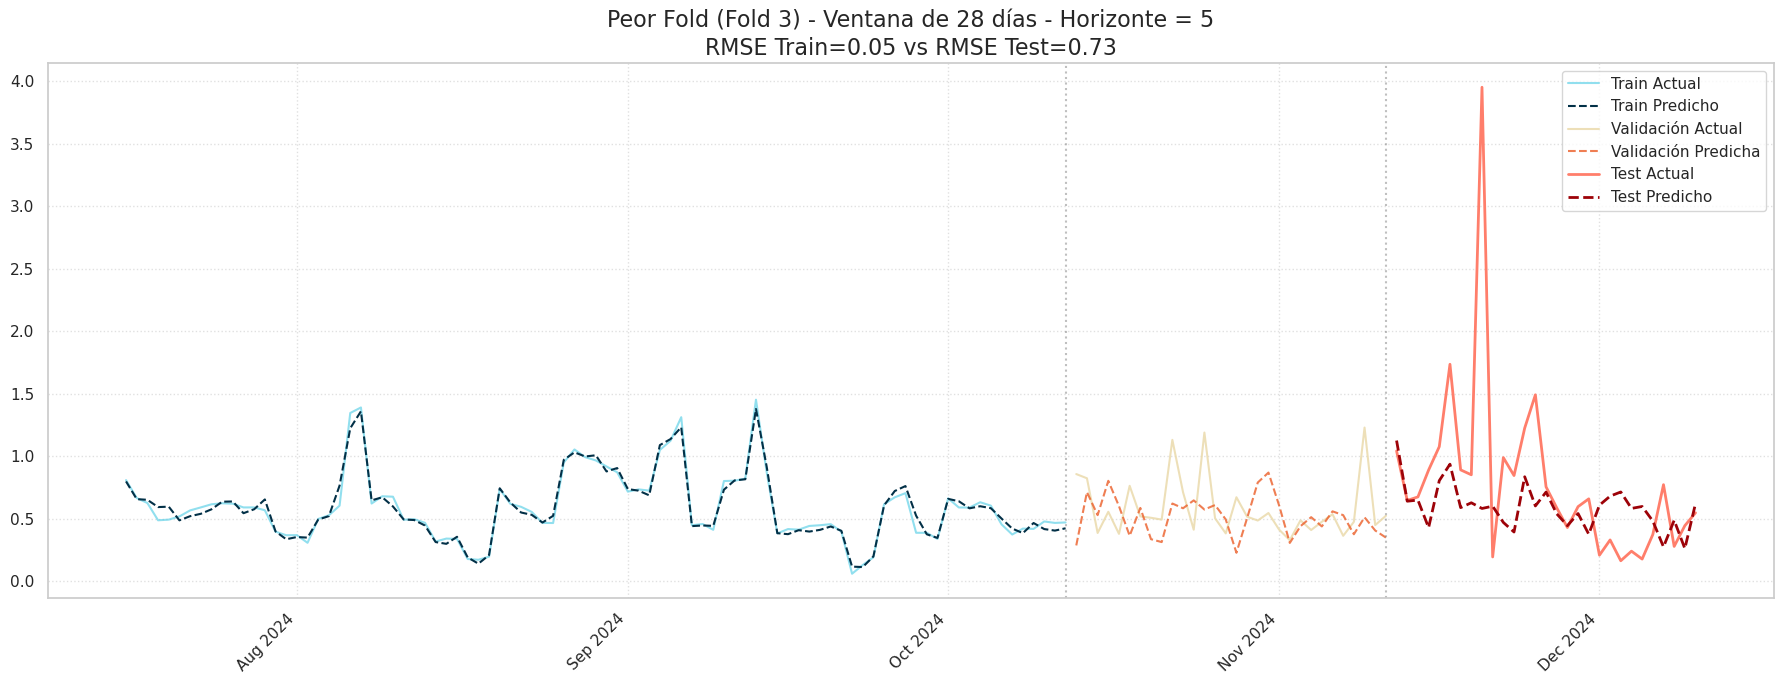 Peor Fold (Fold 3) - Ventana de 28 días - Horizonte = 5
RMSE Train=0.05 vs RMSE Test=0.73
4.0
3.5
3.0
2.5
2.0
1.5
1.0
0.5
0.0
Train Actual
Train Predicho
Validación Actual
Validación Predicha
Test Actual
Test Predicho
Aug 2024
Sep 2024
Oct 2024
Nov 2024
Dec 2024